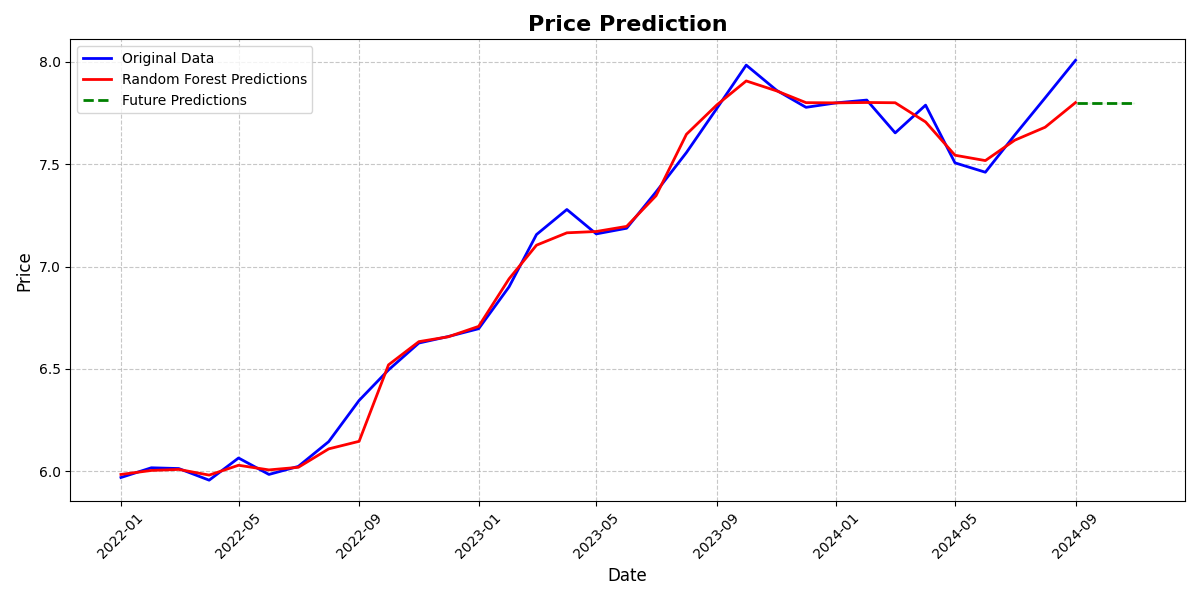 Price Prediction
Original Data
Random Forest Predictions
Future Predictions
Price
8.0
7.5
7.0
6.5
6.0
2022-01
2022-05
2022-09
2023-01
2023-05
2023-09
2024-01
2024-05
2024-09
Date